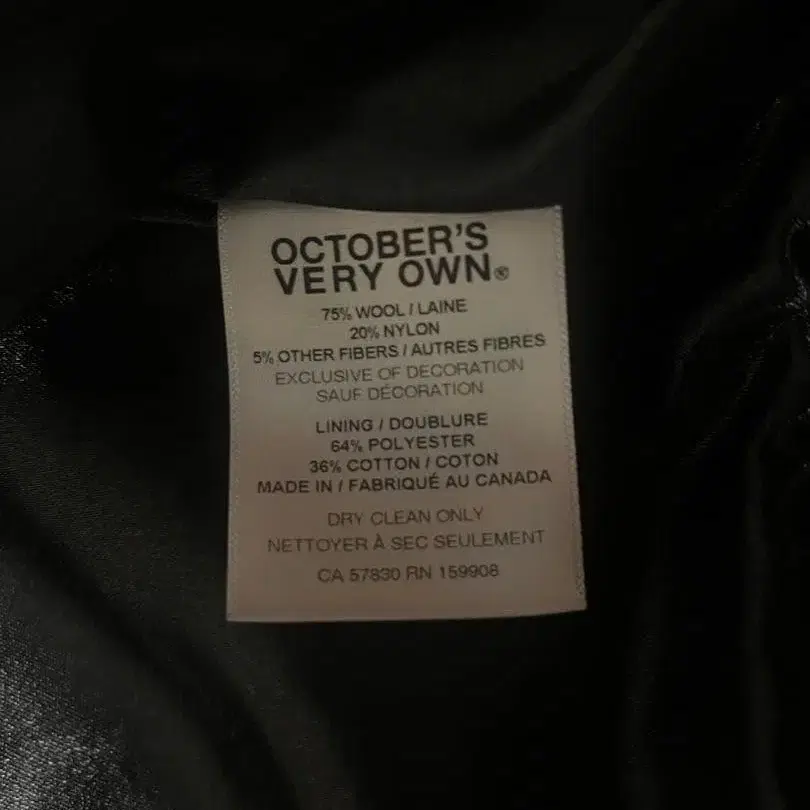 OCTOBER'S
VERY OWN®
75% WOOL / LAINE
20% NYLON
5% OTHER FIBERS / AUTRES FIBRES
EXCLUSIVE OF DECORATION
SAUF DÉCORATION
LINING / DOUBLURE
64% POLYESTER
36% COTTON / COTON
MADE IN / FABRIQUÉ AU CANADA
DRY CLEAN ONLY
NETTOYER À SEC SEULEMENT
CA 57830 RN 159908